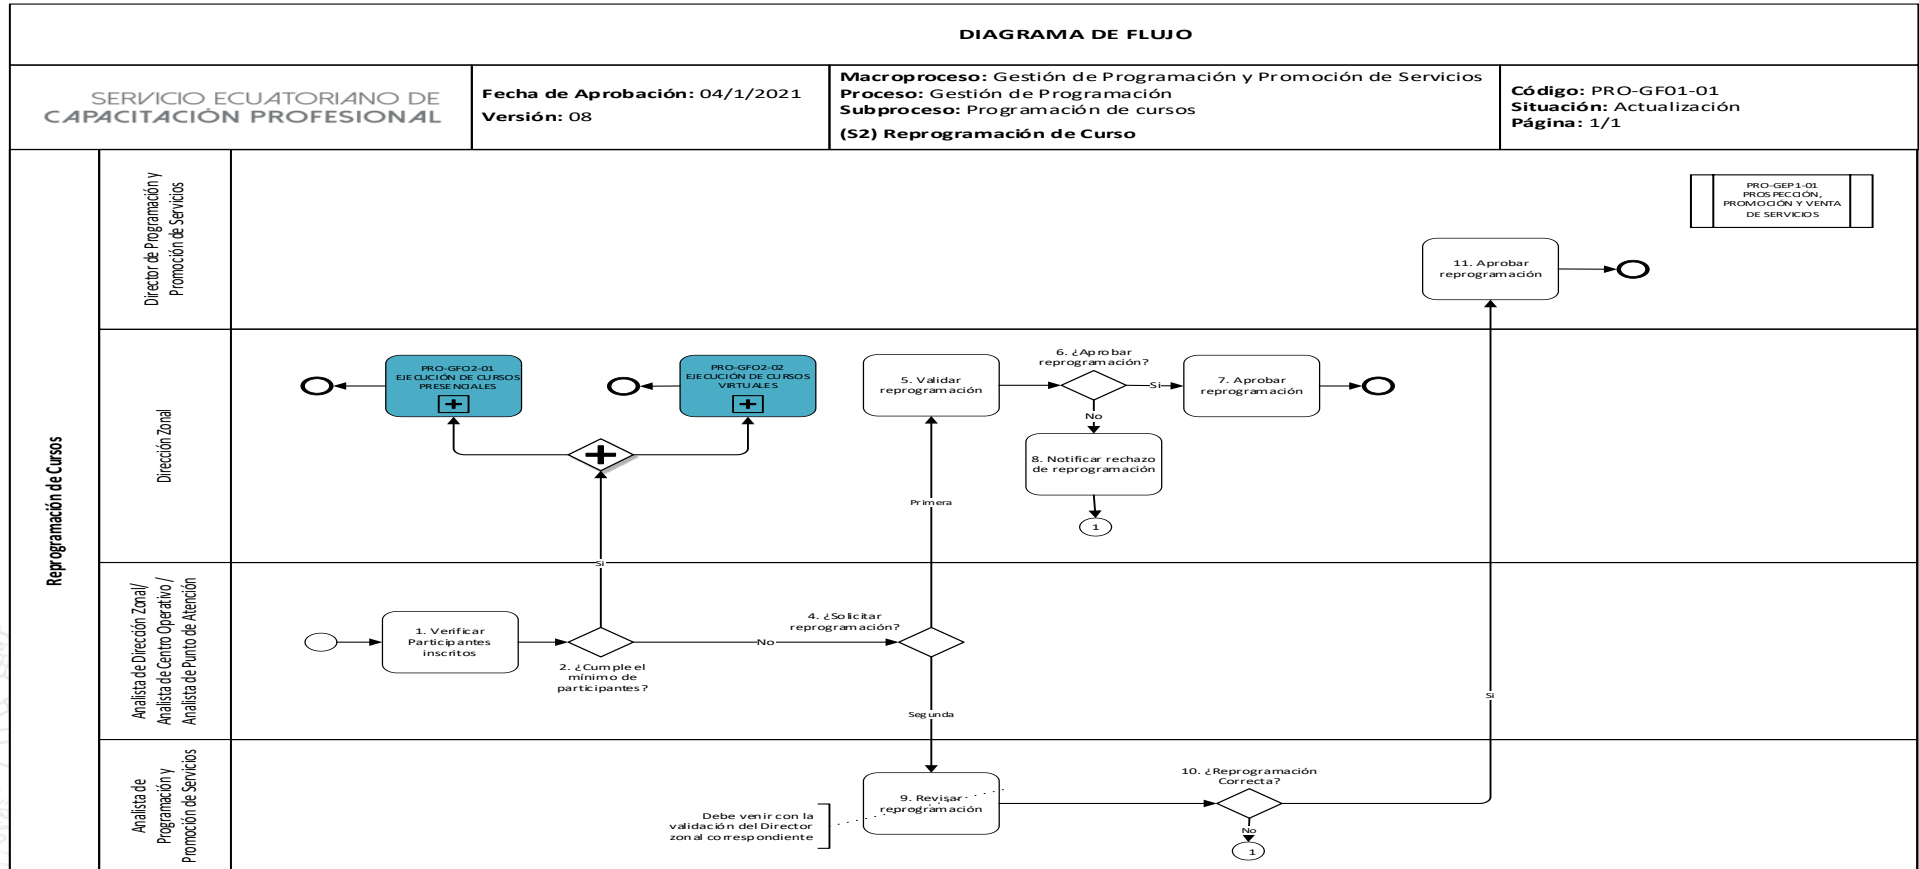 DIAGRAMA DE FLUJO
SERVICIO ECUATORIANO DE
CAPACITACIÓN PROFESIONAL
Fecha de Aprobación: 04/1/2021
Versión: 08
Macroproceso: Gestión de Programación y Promoción de Servicios
Proceso: Gestión de Programación
Subproceso: Programación de cursos
(S2) Reprogramación de Curso
Código: PRO-GF01-01
Situación: Actualización
Página: 1/1
Reprogramación de Cursos
Director de Programación y
Promoción de Servicios
PRO-GEP1-01
PROSPECCIÓN,
PROMOCIÓN Y VENTA
DE SERVICIOS
11. Aprobar
reprogramación
Dirección Zonal
PRO-GFO2-01
EJECUCIÓN DE CURSOS
PRESENCIALES
PRO-GFO2-02
EJECUCIÓN DE CURSOS
VIRTUALES
5. Validar
reprogramación
6. ¿Aprobar
reprogramación?
Si
7. Aprobar
reprogramación
No
8. Notificar rechazo
de reprogramación
1
Primera
Si
Analista de Dirección Zonal/
Analista de Centro Operativo /
Analista de Punto de Atención
1. Verificar
Participantes
inscritos
2. ¿Cumple el
mínimo de
participantes?
No
4. ¿Solicitar
reprogramación?
Segunda
Si
Analista de
Programación y
Promoción de Servicios
Debe venir con la
validación del Director
zonal correspondiente
9. Revisar
reprogramación
10. ¿Reprogramación
Correcta?
No
1